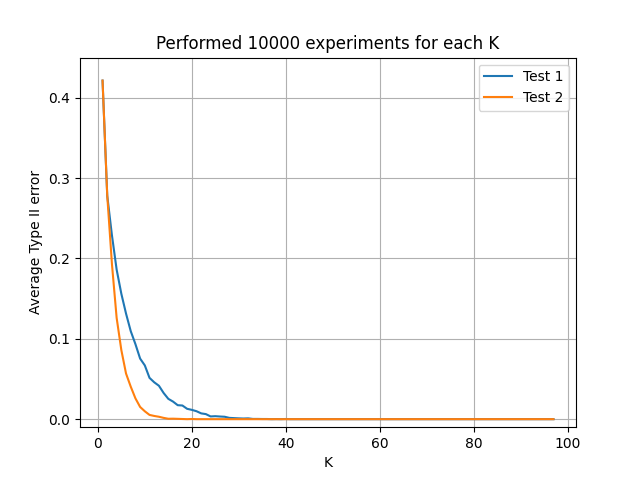 Performed 10000 experiments for each K
Test 1
Test 2
Average Type II error
0.4
0.3
0.2
0.1
0.0
0 20 40 60 80 100
K